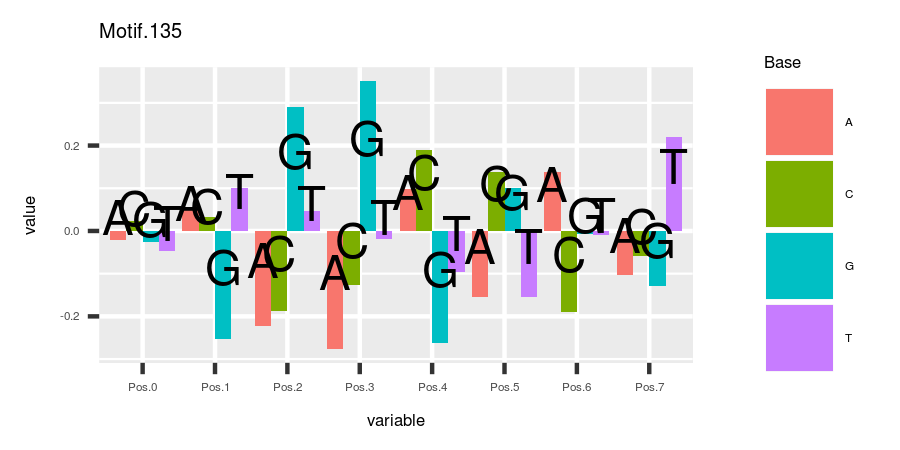 Motif.135
value
0.2
0.0
-0.2
A C G T A C G T A C G T A C G T A C G T A C G T A C G T A C G T
Pos.0 Pos.1 Pos.2 Pos.3 Pos.4 Pos.5 Pos.6 Pos.7
variable
Base
A
C
G
T